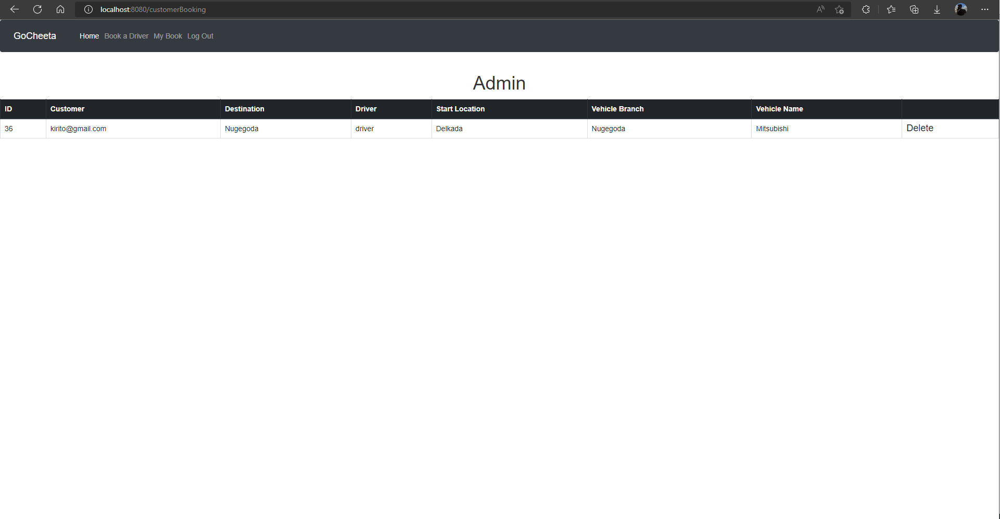 localhost:8080/customerBooking
GoCheeta Home Book a Driver My Book Log Out
Admin
ID Customer Destination Driver Start Location Vehicle Branch Vehicle Name
36 kirito@gmail.com Nugegoda driver Delkada Nugegoda Mitsubishi Delete